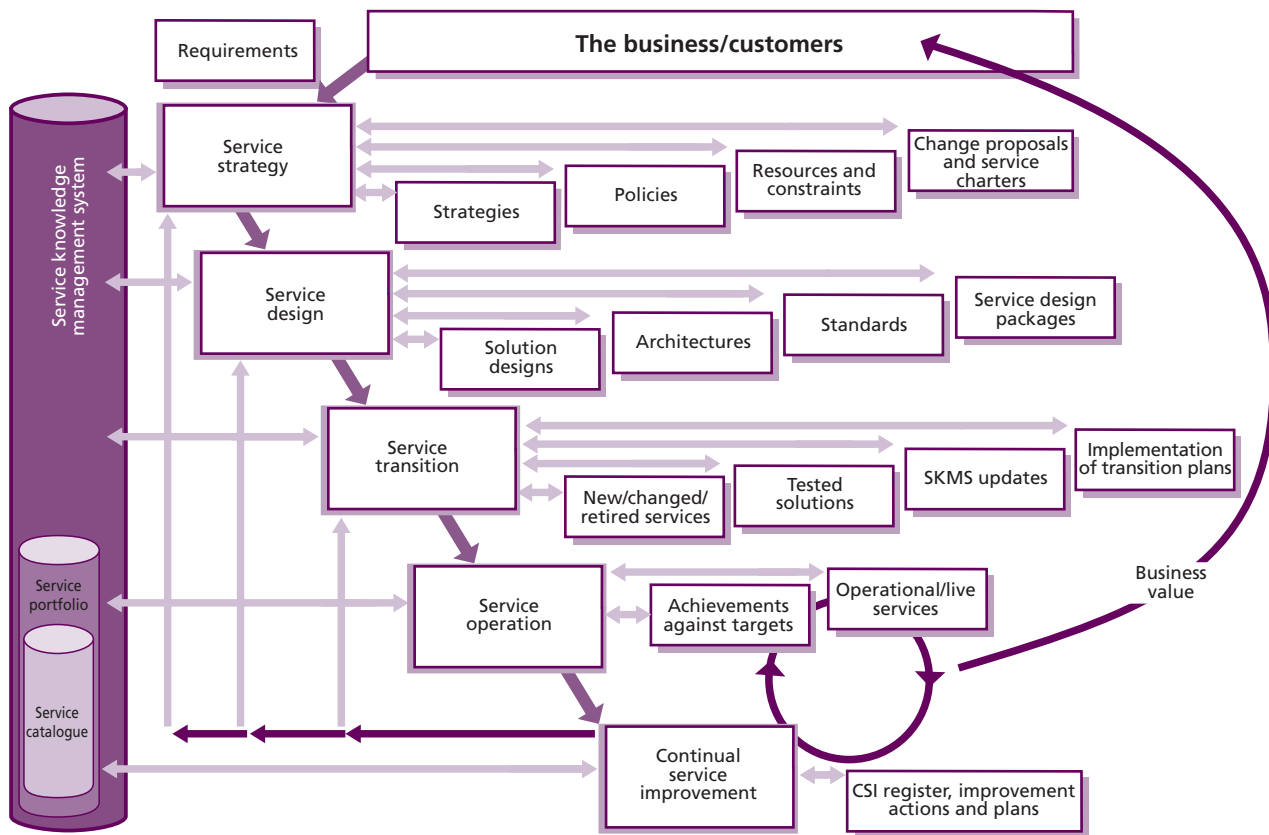 Requirements
The business/customers
Service knowledge
management system
Service
strategy
Strategies
Policies
Resources and
constraints
Change proposals
and service
charters
Service
design
Solution
designs
Architectures
Standards
Service design
packages
Service
transition
New/changed/
retired services
Tested
solutions
SKMS updates
Implementation
of transition plans
Service
portfolio
Service
catalogue
Service
operation
Achievements
against targets
Operational/live
services
Business
value
Continual
service
improvement
CSI register, improvement
actions and plans